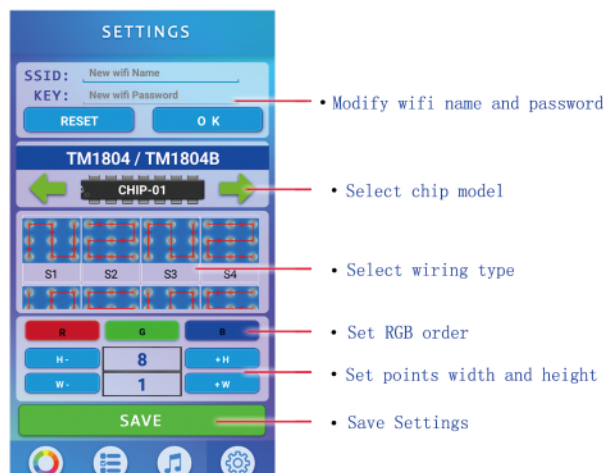 SETTINGS
SSID: New wifi Name
KEY: New wifi Password
RESET OK
• Modify wifi name and password
TM1804 / TM1804B
CHIP-01
• Select chip model
S1 S2 S3 S4
• Select wiring type
R G B
• Set RGB order
H- 8 +H
W- 1 +W
• Set points width and height
SAVE
• Save Settings